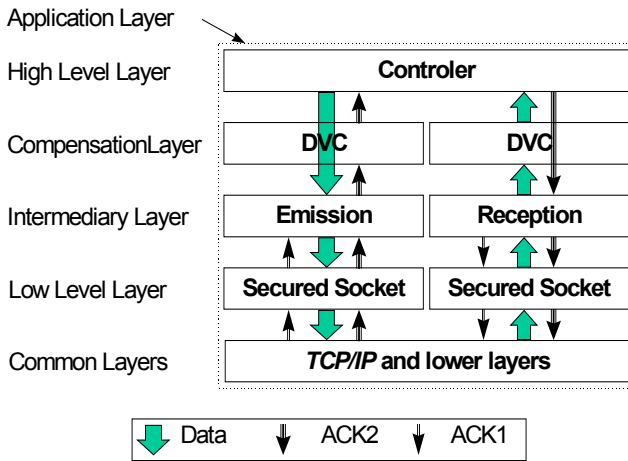 Application Layer
High Level Layer
Controler
CompensationLayer
DVC
DVC
Intermediary Layer
Emission
Reception
Low Level Layer
Secured Socket
Secured Socket
Common Layers
TCP/IP and lower layers
Data
ACK2
ACK1